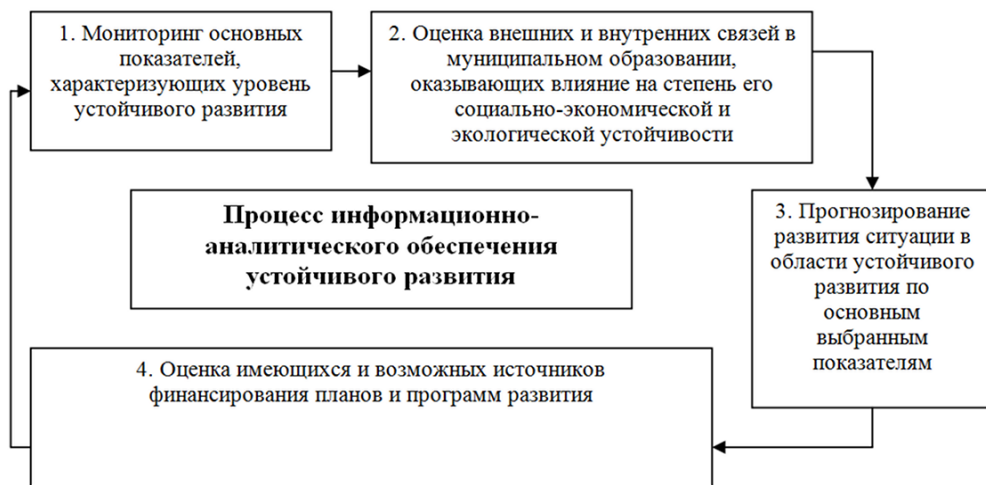 1. Мониторинг основных
показателей,
характеризующих уровень
устойчивого развития
2. Оценка внешних и внутренних связей в
муниципальном образовании,
оказывающих влияние на степень его
социально-экономической и
экологической устойчивости
Процесс информационно-
аналитического обеспечения
устойчивого развития
3. Прогнозирование
развития ситуации в
области устойчивого
развития по
основным
выбранным
показателям
4. Оценка имеющихся и возможных источников
финансирования планов и программ развития